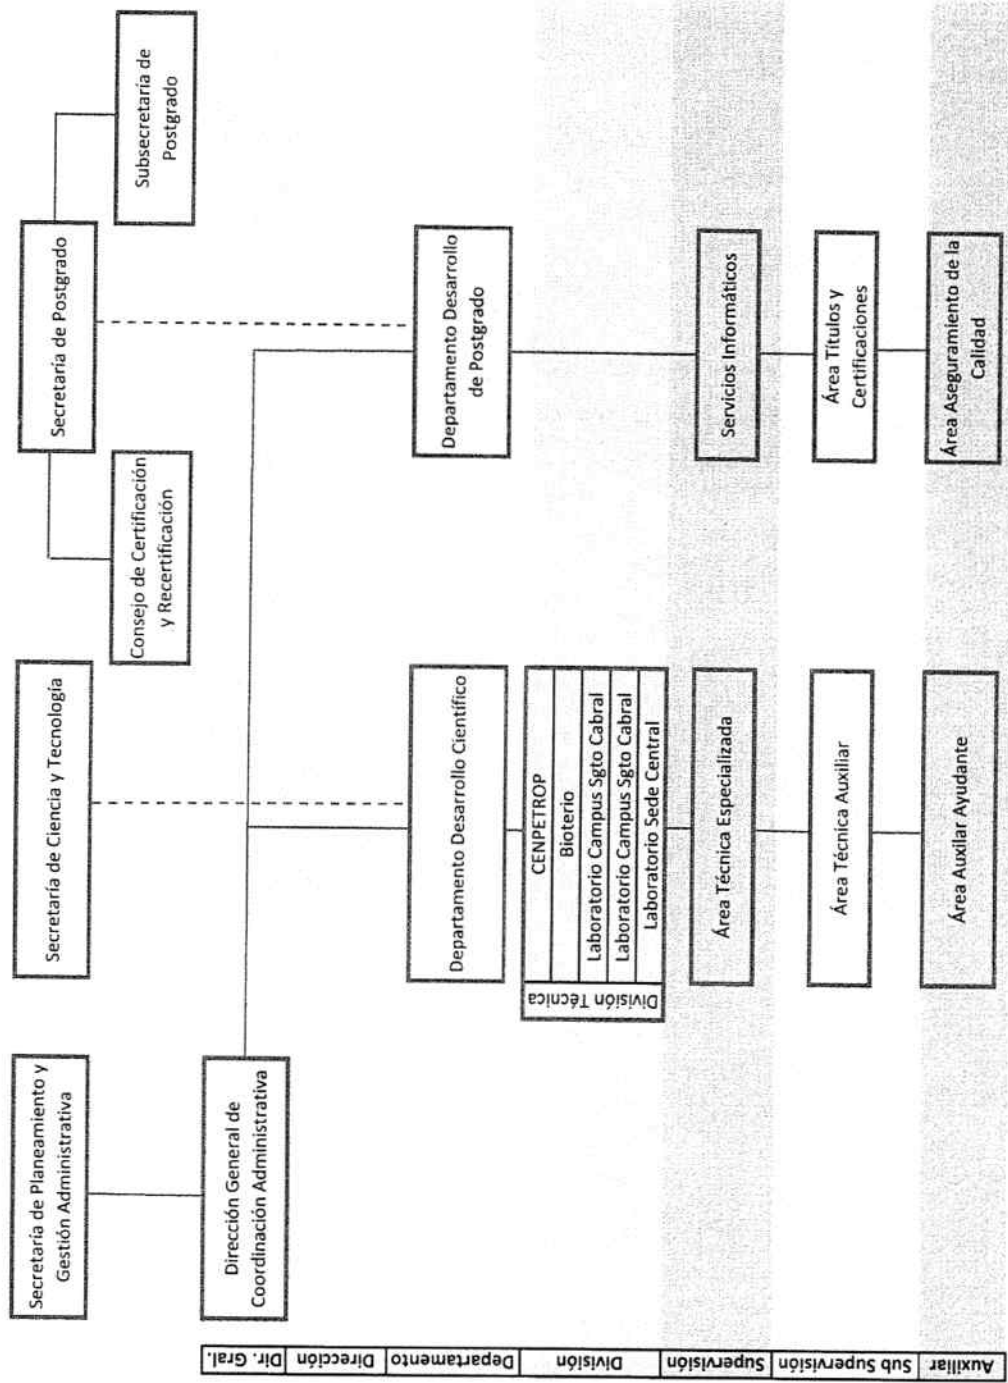 Secretaría de Planeamiento y
Gestión Administrativa
Secretaría de Ciencia y Tecnología
Secretaría de Postgrado
Consejo de Certificación
y Recertificación
Subsecretaría de
Postgrado
Dir. Gral.
Dirección General de
Coordinación Administrativa
Dirección
Departamento
Departamento Desarrollo Científico
Departamento Desarrollo
de Postgrado
División
División Técnica
CENPETROP
Bioterio
Laboratorio Campus Sgto Cabral
Laboratorio Campus Sgto Cabral
Laboratorio Sede Central
Supervisión
Área Técnica Especializada
Servicios Informáticos
Sub Supervisión
Área Técnica Auxiliar
Área Títulos y
Certificaciones
Auxiliar
Área Auxilar Ayudante
Área Aseguramiento de la
Calidad